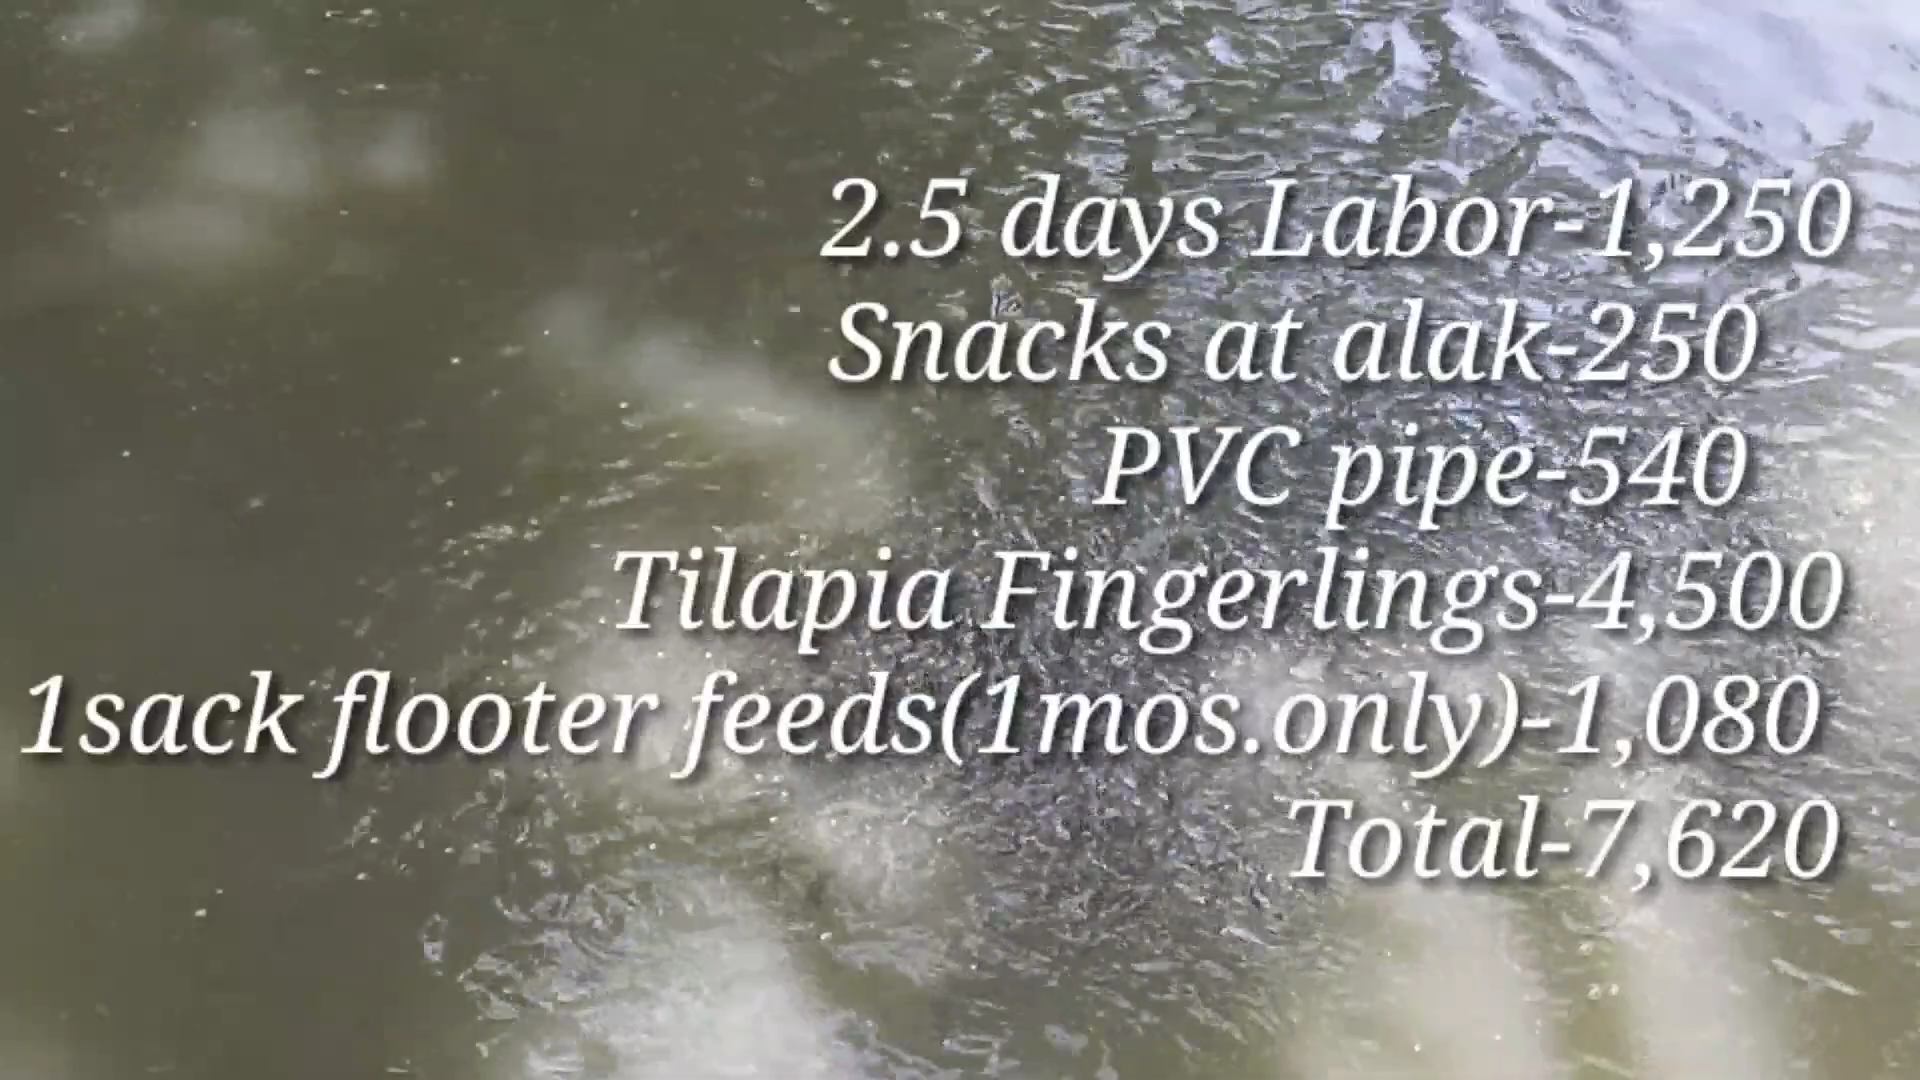 2.5 days Labor-1,250
Snacks at alak-250
PVC pipe-540
Tilapia Fingerlings-4,500
1sack flooter feeds(1mos.only)-1,080
Total-7,620